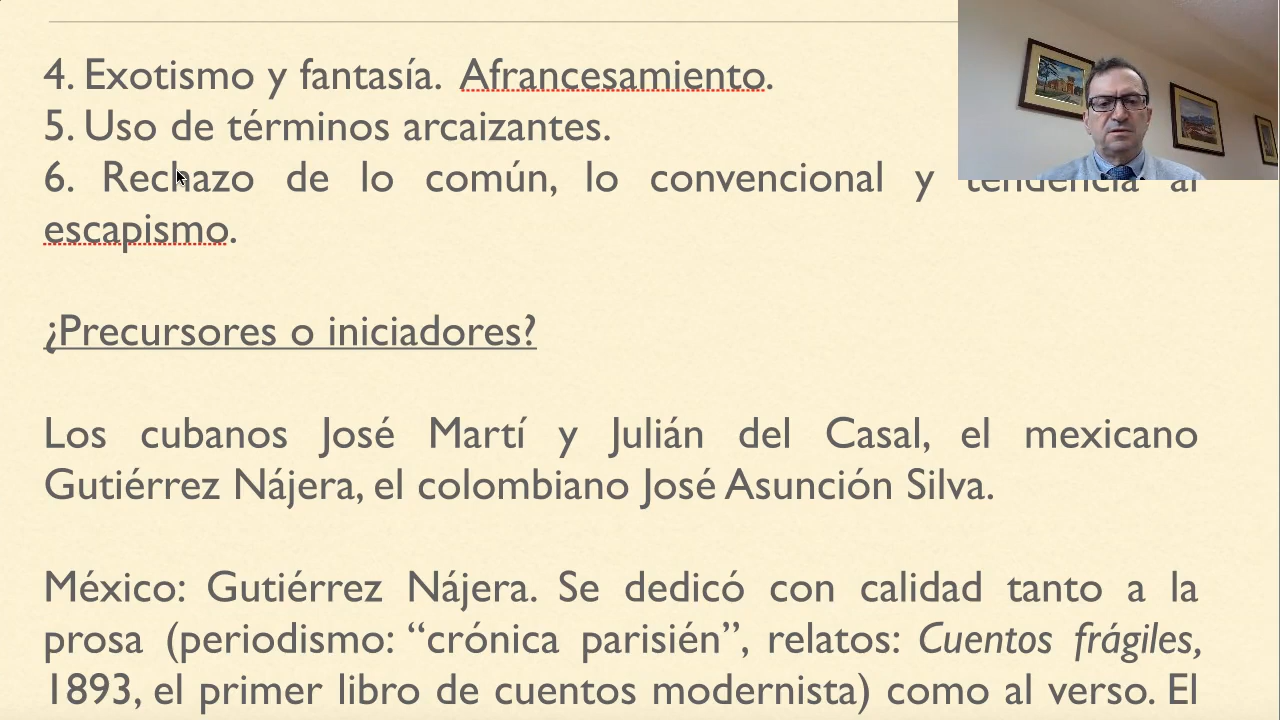 4. Exotismo y fantasía. Afrancesamiento.
5. Uso de términos arcaizantes.
6. Rechazo de lo común, lo convencional y tendencia al
escapismo.
¿Precursores o iniciadores?
Los cubanos José Martí y Julián del Casal, el mexicano
Gutiérrez Nájera, el colombiano José Asunción Silva.
México: Gutiérrez Nájera. Se dedicó con calidad tanto a la
prosa (periodismo: “crónica parisién”, relatos: Cuentos frágiles,
1893, el primer libro de cuentos modernista) como al verso. El